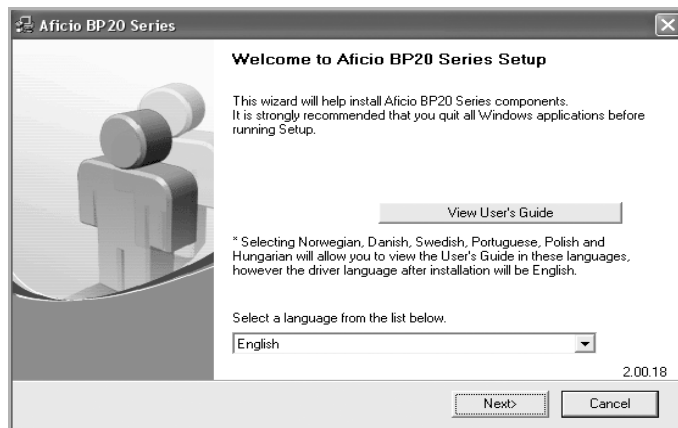 Aficio BP20 Series
Welcome to Aficio BP20 Series Setup
This wizard will help install Aficio BP20 Series components.
It is strongly recommended that you quit all Windows applications before
running Setup.
View User's Guide
* Selecting Norwegian, Danish, Swedish, Portuguese, Polish and
Hungarian will allow you to view the User's Guide in these languages,
however the driver language after installation will be English.
Select a language from the list below.
English
2.00.18
Next>
Cancel